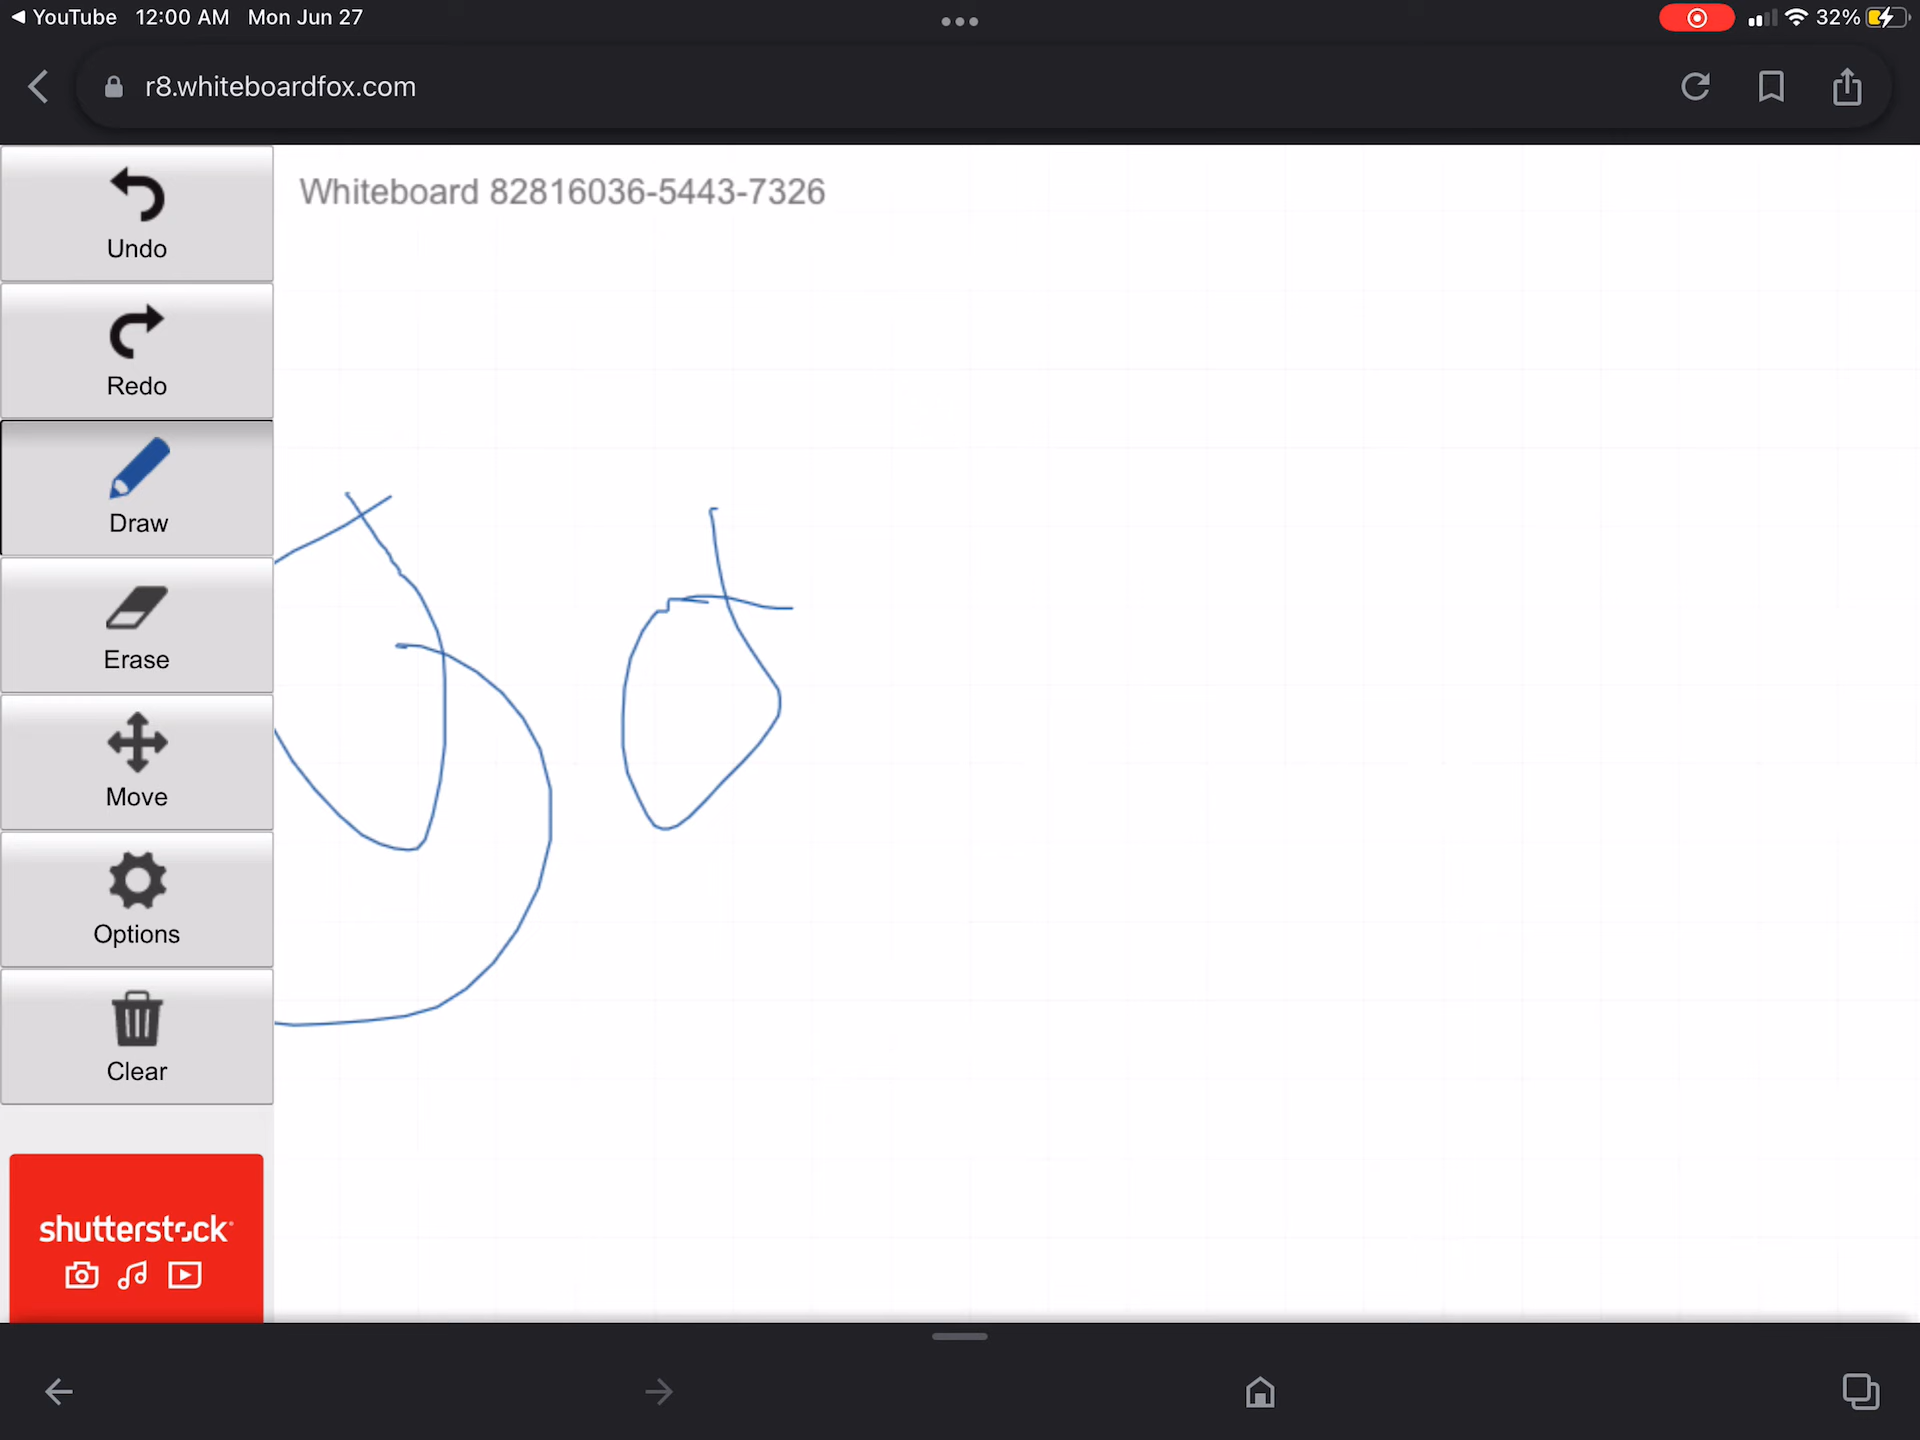 YouTube 12:00 AM Mon Jun 27 32%
r8.whiteboardfox.com
Whiteboard 82816036-5443-7326
Undo
Redo
Draw
Erase
Move
Options
Clear
shutterstock